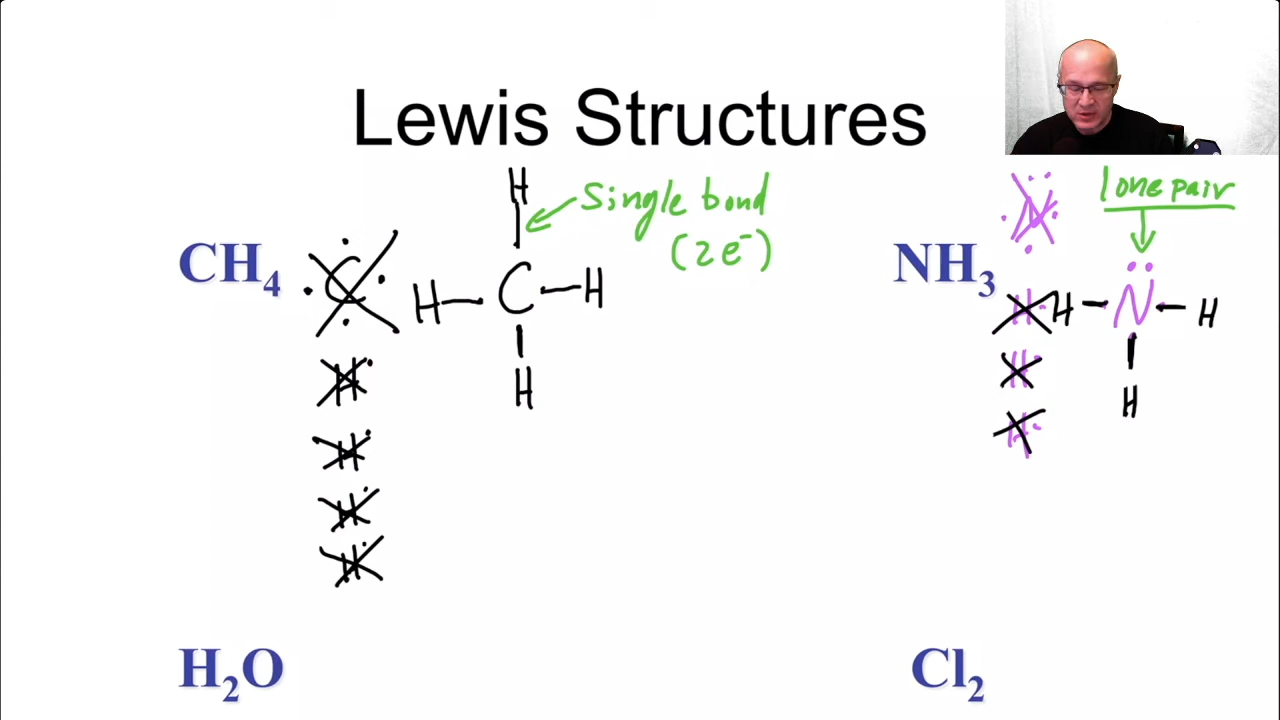 Lewis Structures
CH₄
·C·
H·
H·
H·
H·
H
H—C—H
H
Single bond
(2e⁻)
NH₃
·N·
H·
H·
H·
lone pair
H—N—H
H
H₂O
Cl₂